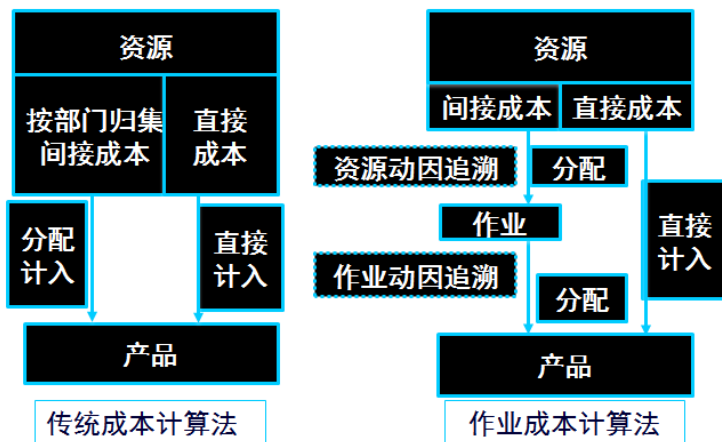 资源
按部门归集
间接成本
直接
成本
分配
计入
直接
计入
产品
传统成本计算法
资源
间接成本
直接成本
资源动因追溯
分配
作业
直接
计入
作业动因追溯
分配
产品
作业成本计算法